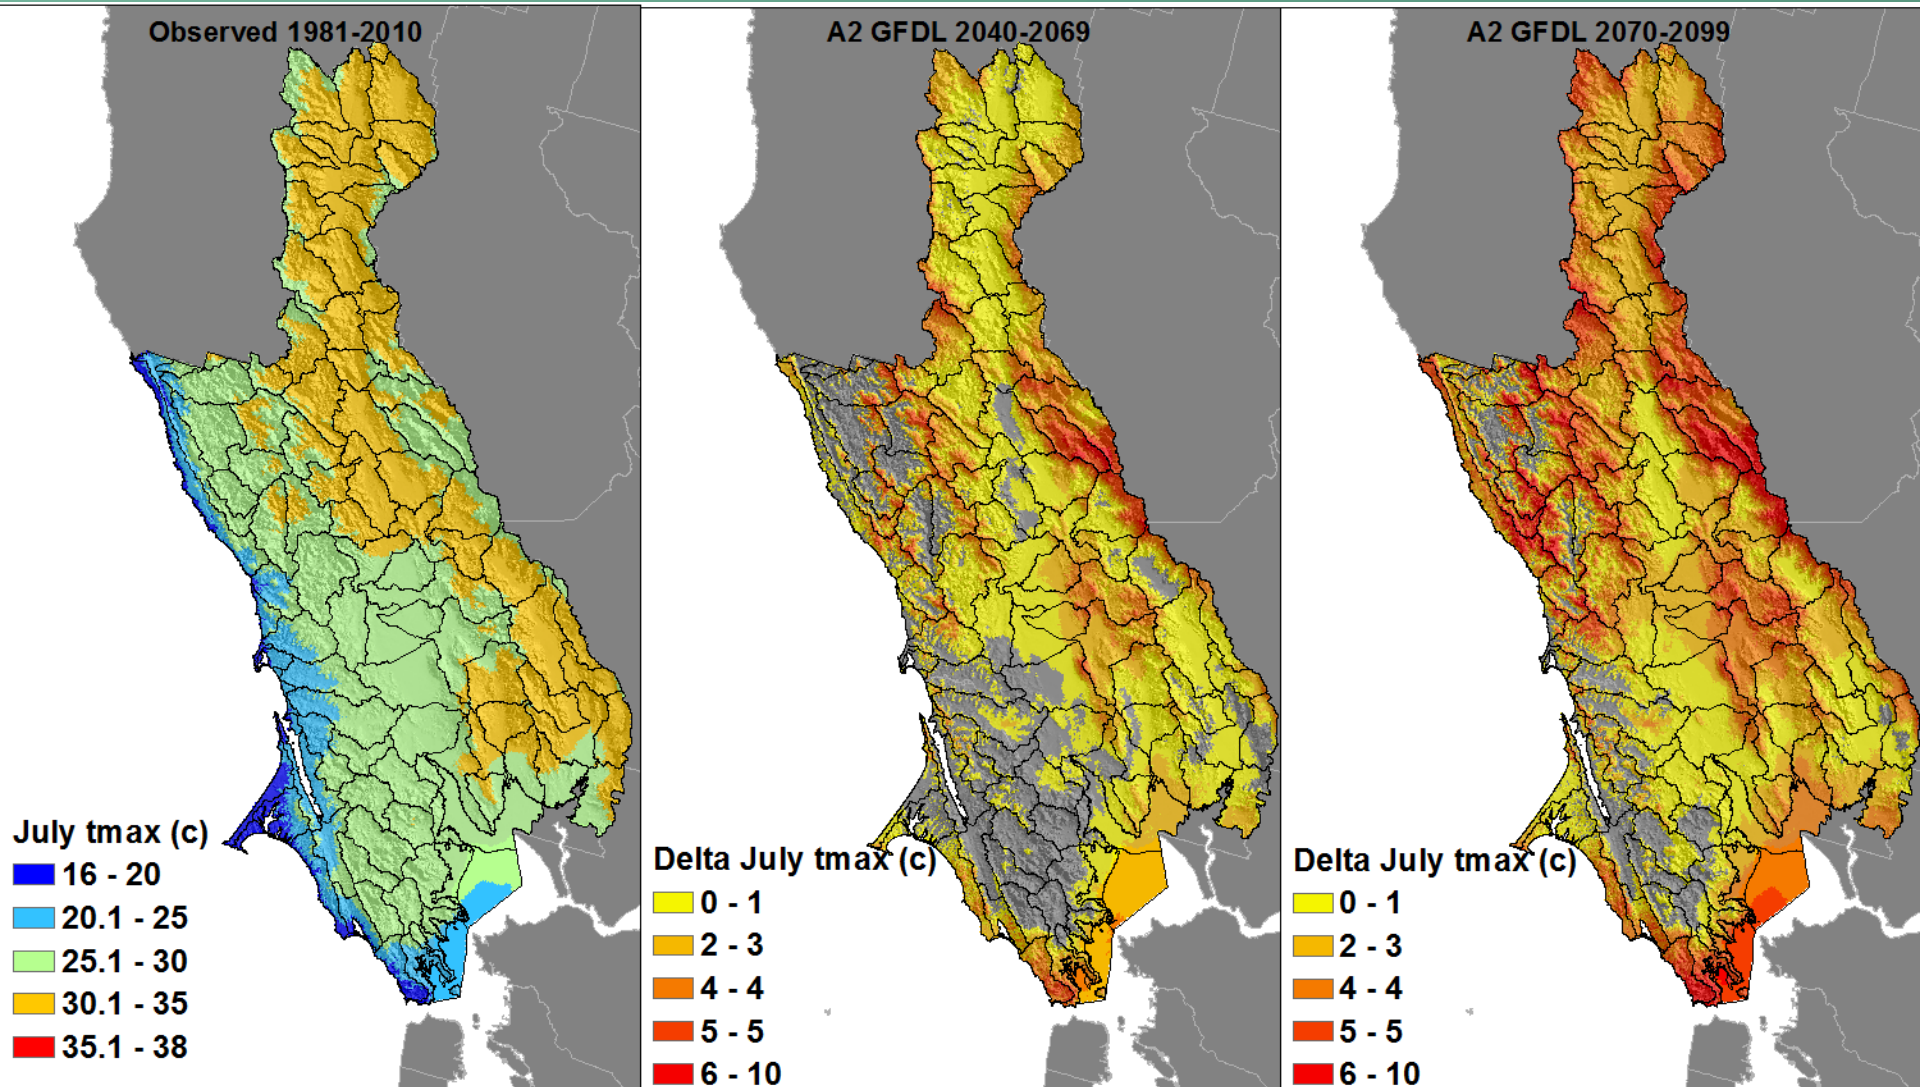 Observed 1981-2010
July tmax (c)
16 - 20
20.1 - 25
25.1 - 30
30.1 - 35
35.1 - 38
A2 GFDL 2040-2069
Delta July tmax (c)
0 - 1
2 - 3
4 - 4
5 - 5
6 - 10
A2 GFDL 2070-2099
Delta July tmax (c)
0 - 1
2 - 3
4 - 4
5 - 5
6 - 10